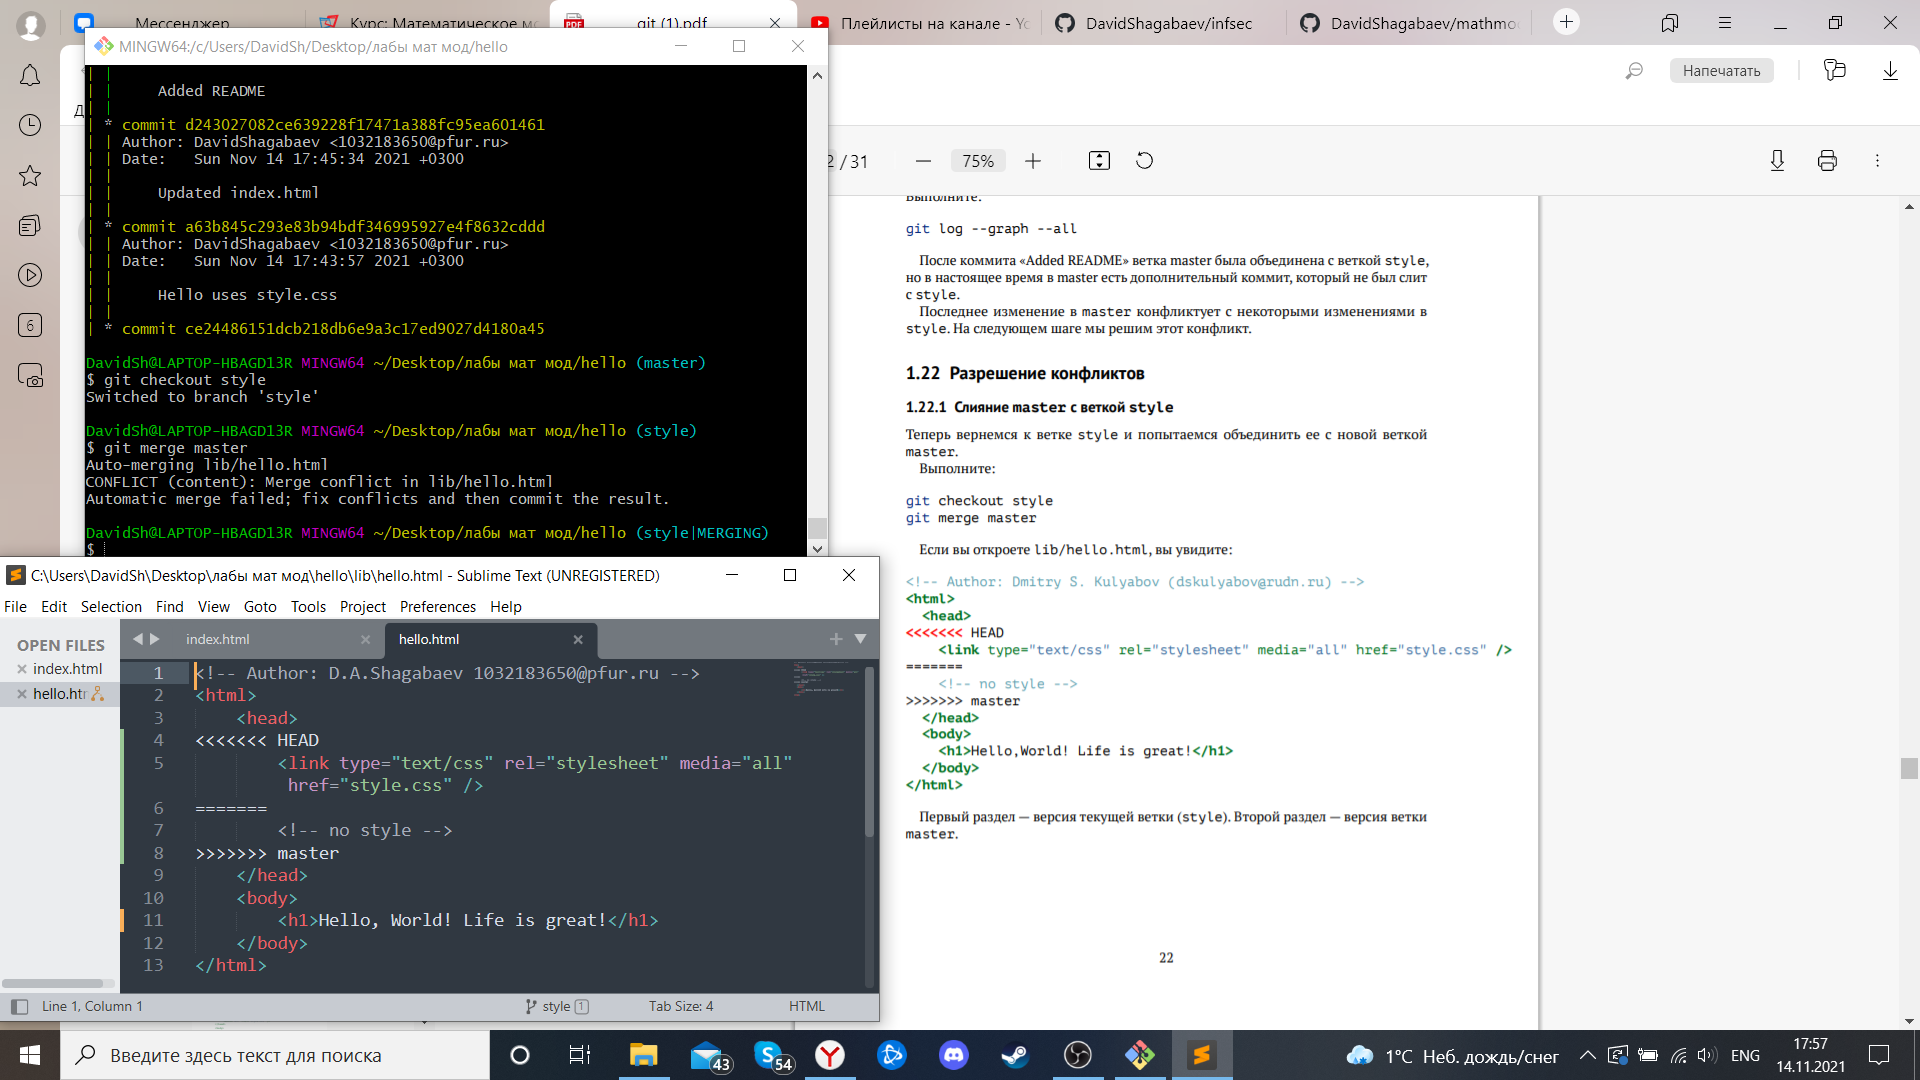 Мессенджер
Курс: Математическое мо
git (1).pdf
Плейлисты на канале - Yo
DavidShagabaev/infsec
DavidShagabaev/mathmo
MINGW64:/c/Users/DavidSh/Desktop/лабы мат мод/hello
Added README
* commit d243027082ce639228f17471a388fc95ea601461
Author: DavidShagabaev <1032183650@pfur.ru>
Date:   Sun Nov 14 17:45:34 2021 +0300
Updated index.html
* commit a63b845c293e83b94bdf346995927e4f8632cddd
Author: DavidShagabaev <1032183650@pfur.ru>
Date:   Sun Nov 14 17:43:57 2021 +0300
Hello uses style.css
* commit ce24486151dcb218db6e9a3c17ed9027d4180a45
DavidSh@LAPTOP-HBAGD13R MINGW64 ~/Desktop/лабы мат мод/hello (master)
$ git checkout style
Switched to branch 'style'
DavidSh@LAPTOP-HBAGD13R MINGW64 ~/Desktop/лабы мат мод/hello (style)
$ git merge master
Auto-merging lib/hello.html
CONFLICT (content): Merge conflict in lib/hello.html
Automatic merge failed; fix conflicts and then commit the result.
DavidSh@LAPTOP-HBAGD13R MINGW64 ~/Desktop/лабы мат мод/hello (style|MERGING)
$
6
C:\Users\DavidSh\Desktop\лабы мат мод\hello\lib\hello.html - Sublime Text (UNREGISTERED)
File Edit Selection Find View Goto Tools Project Preferences Help
OPEN FILES
index.html
hello.ht
index.html
hello.html
1 <!-- Author: D.A.Shagabaev 1032183650@pfur.ru -->
2 <html>
3 <head>
4 <<<<<<< HEAD
5 <link type="text/css" rel="stylesheet" media="all"
href="style.css" />
6 =======
7 <!-- no style -->
8 >>>>>>> master
9 </head>
10 <body>
11 <h1>Hello, World! Life is great!</h1>
12 </body>
13 </html>
Line 1, Column 1
style 1
Tab Size: 4
HTML
Напечатать
2 / 31
75%
Выполните:
git log --graph --all
После коммита «Added README» ветка master была объединена с веткой style,
но в настоящее время в master есть дополнительный коммит, который не был слит
с style.
Последнее изменение в master конфликтует с некоторыми изменениями в
style. На следующем шаге мы решим этот конфликт.
1.22 Разрешение конфликтов
1.22.1 Слияние master с веткой style
Теперь вернемся к ветке style и попытаемся объединить ее с новой веткой
master.
Выполните:
git checkout style
git merge master
Если вы откроете lib/hello.html, вы увидите:
<!-- Author: Dmitry S. Kulyabov (dskulyabov@rudn.ru) -->
<html>
<head>
<<<<<<< HEAD
<link type="text/css" rel="stylesheet" media="all" href="style.css" />
=======
<!-- no style -->
>>>>>>> master
</head>
<body>
<h1>Hello,World! Life is great!</h1>
</body>
</html>
Первый раздел — версия текущей ветки (style). Второй раздел — версия ветки
master.
22
Введите здесь текст для поиска
43
54
1°C Неб. дождь/снег
ENG
17:57
14.11.2021